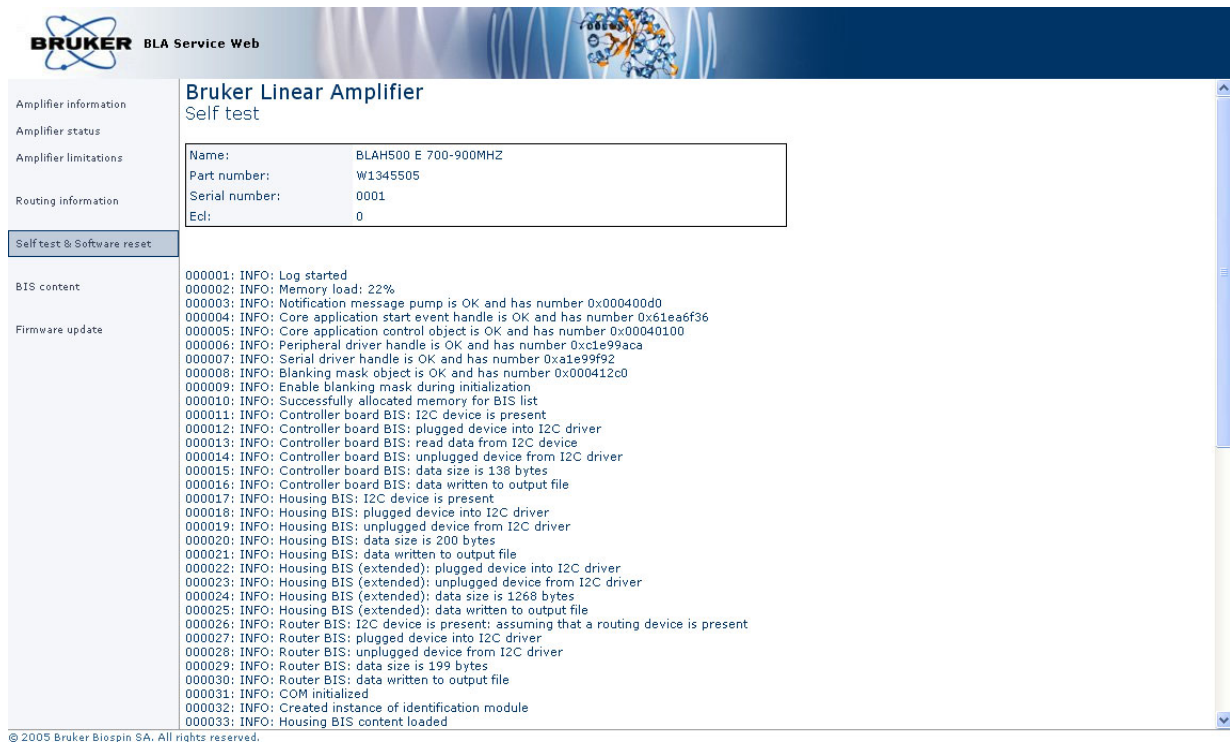 BRUKER BLA Service Web
Amplifier information
Amplifier status
Amplifier limitations
Routing information
Self test & Software reset
BIS content
Firmware update
Bruker Linear Amplifier
Self test
Name: BLAH500 E 700-900MHZ
Part number: W1345505
Serial number: 0001
Ecl: 0
000001: INFO: Log started
000002: INFO: Memory load: 22%
000003: INFO: Notification message pump is OK and has number 0x000400d0
000004: INFO: Core application start event handle is OK and has number 0x61ea6f36
000005: INFO: Core application control object is OK and has number 0x00040100
000006: INFO: Peripheral driver handle is OK and has number 0xc1e99aca
000007: INFO: Serial driver handle is OK and has number 0xa1e99f92
000008: INFO: Blanking mask object is OK and has number 0x000412c0
000009: INFO: Enable blanking mask during initialization
000010: INFO: Successfully allocated memory for BIS list
000011: INFO: Controller board BIS: I2C device is present
000012: INFO: Controller board BIS: plugged device into I2C driver
000013: INFO: Controller board BIS: read data from I2C device
000014: INFO: Controller board BIS: unplugged device from I2C driver
000015: INFO: Controller board BIS: data size is 138 bytes
000016: INFO: Controller board BIS: data written to output file
000017: INFO: Housing BIS: I2C device is present
000018: INFO: Housing BIS: plugged device into I2C driver
000019: INFO: Housing BIS: unplugged device from I2C driver
000020: INFO: Housing BIS: data size is 200 bytes
000021: INFO: Housing BIS: data written to output file
000022: INFO: Housing BIS (extended): plugged device into I2C driver
000023: INFO: Housing BIS (extended): unplugged device from I2C driver
000024: INFO: Housing BIS (extended): data size is 1268 bytes
000025: INFO: Housing BIS (extended): data written to output file
000026: INFO: Router BIS: I2C device is present: assuming that a routing device is present
000027: INFO: Router BIS: plugged device into I2C driver
000028: INFO: Router BIS: unplugged device from I2C driver
000029: INFO: Router BIS: data size is 199 bytes
000030: INFO: Router BIS: data written to output file
000031: INFO: COM initialized
000032: INFO: Created instance of identification module
000033: INFO: Housing BIS content loaded
© 2005 Bruker Biospin SA. All rights reserved.